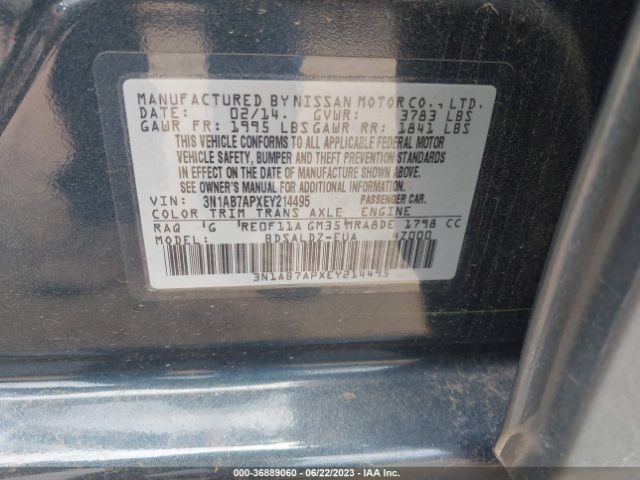 MANUFACTURED BY NISSAN MOTOR CO., LTD.
DATE: 02/14. GVWR: 3783 LBS
GAWR FR: 1995 LBS GAWR RR: 1841 LBS
THIS VEHICLE CONFORMS TO ALL APPLICABLE FEDERAL MOTOR
VEHICLE SAFETY, BUMPER AND THEFT PREVENTION STANDARDS
IN EFFECT ON THE DATE OF MANUFACTURE SHOWN ABOVE.
SEE OWNER'S MANUAL FOR ADDITIONAL INFORMATION.
VIN: 3N1AB7APXEY214495 PASSENGER CAR.
COLOR TRIM TRANS AXLE ENGINE
RAQ G RE0F11A GM35 MRA8DE 1798 CC
MODEL: BDSALDZ-EUA 4Z000
3N1AB7APXEY214495
000-36889060 - 06/22/2023 - IAA Inc.